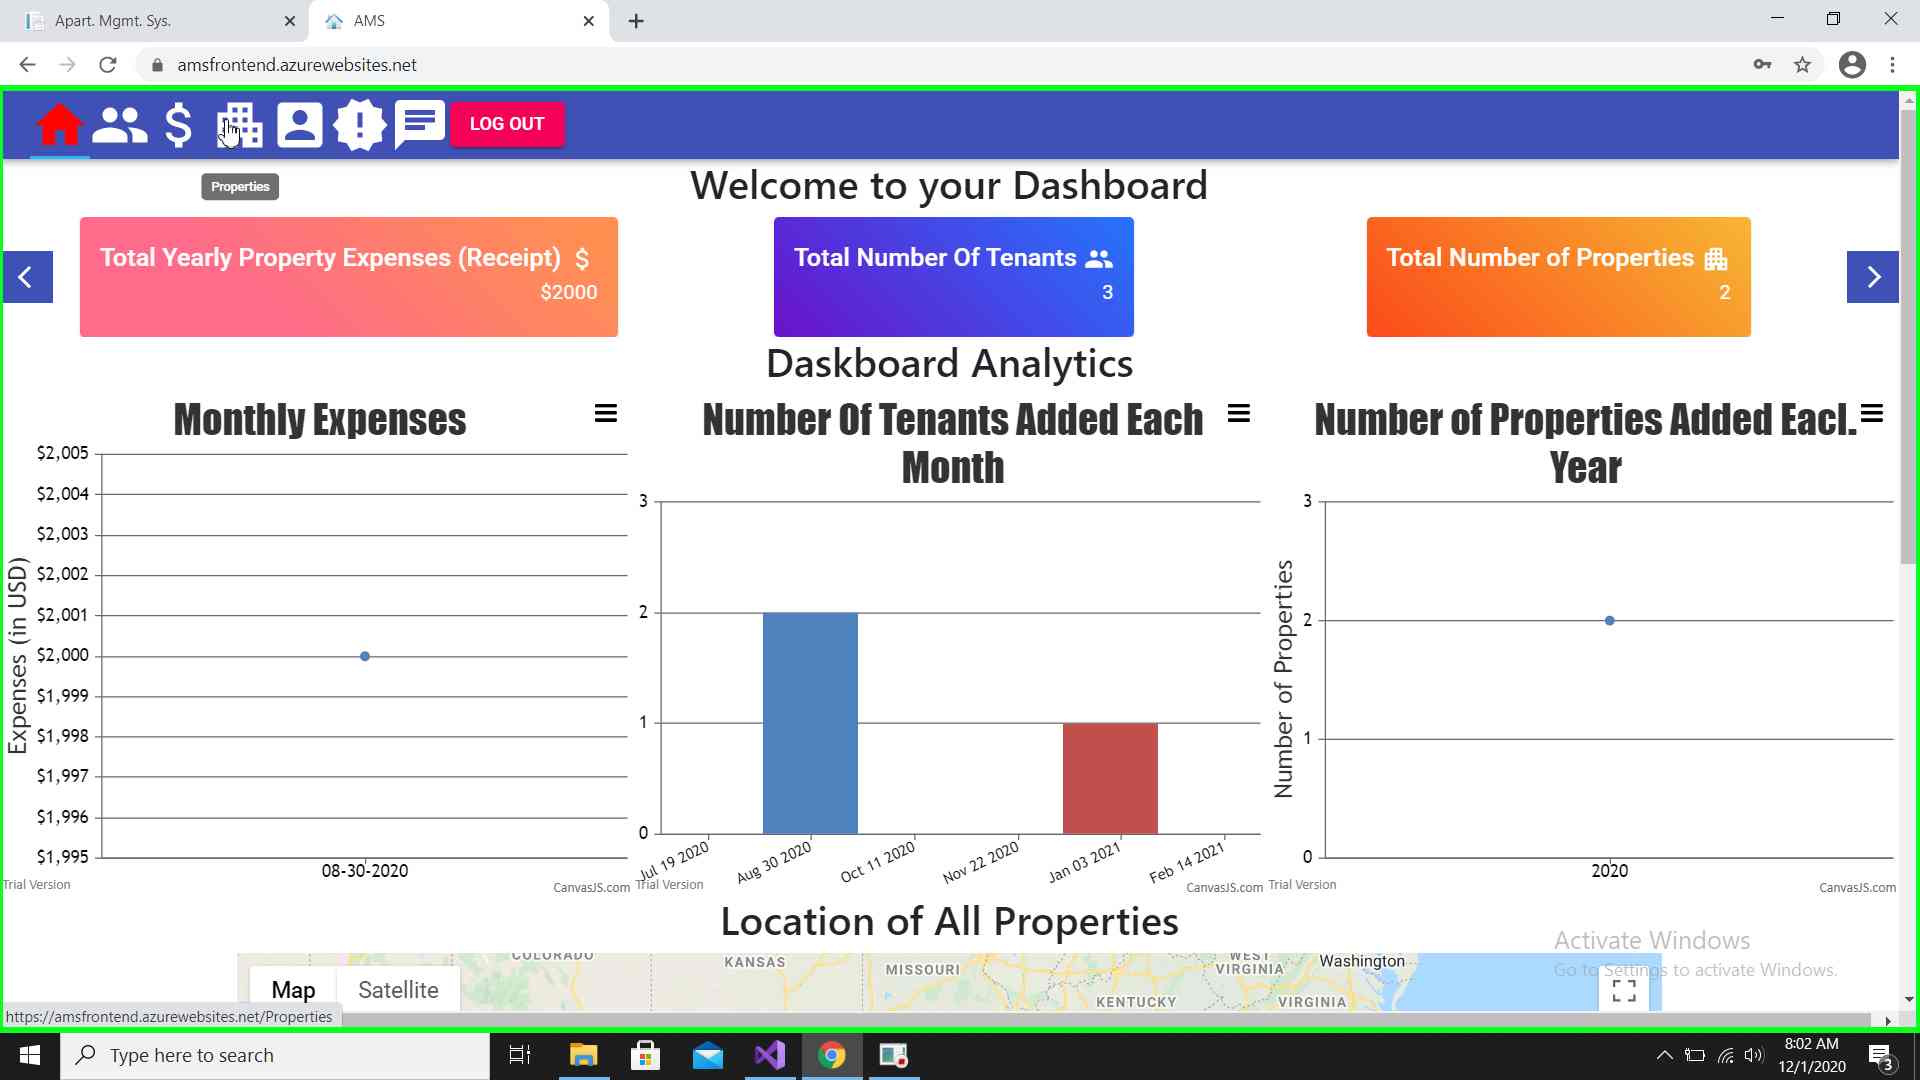 Apart. Mgmt. Sys.
AMS
amsfrontend.azurewebsites.net
LOG OUT
Properties
Welcome to your Dashboard
Total Yearly Property Expenses (Receipt) $
$2000
Total Number Of Tenants
3
Total Number of Properties
2
Daskboard Analytics
Monthly Expenses
$2,005
$2,004
$2,003
$2,002
$2,001
$2,000
$1,999
$1,998
$1,997
$1,996
$1,995
Expenses (in USD)
08-30-2020
Trial Version
CanvasJS.com
Number Of Tenants Added Each
Month
3
2
1
0
Jul 19 2020
Aug 30 2020
Oct 11 2020
Nov 22 2020
Jan 03 2021
Feb 14 2021
Trial Version
CanvasJS.com
Number of Properties Added Eacl.
Year
3
2
1
0
Number of Properties
2020
Trial Version
CanvasJS.com
Location of All Properties
Map
Satellite
COLORADO
KANSAS
MISSOURI
KENTUCKY
WEST
VIRGINIA
VIRGINIA
Washington
Activate Windows
Go to Settings to activate Windows.
https://amsfrontend.azurewebsites.net/Properties
Type here to search
8:02 AM
12/1/2020
3